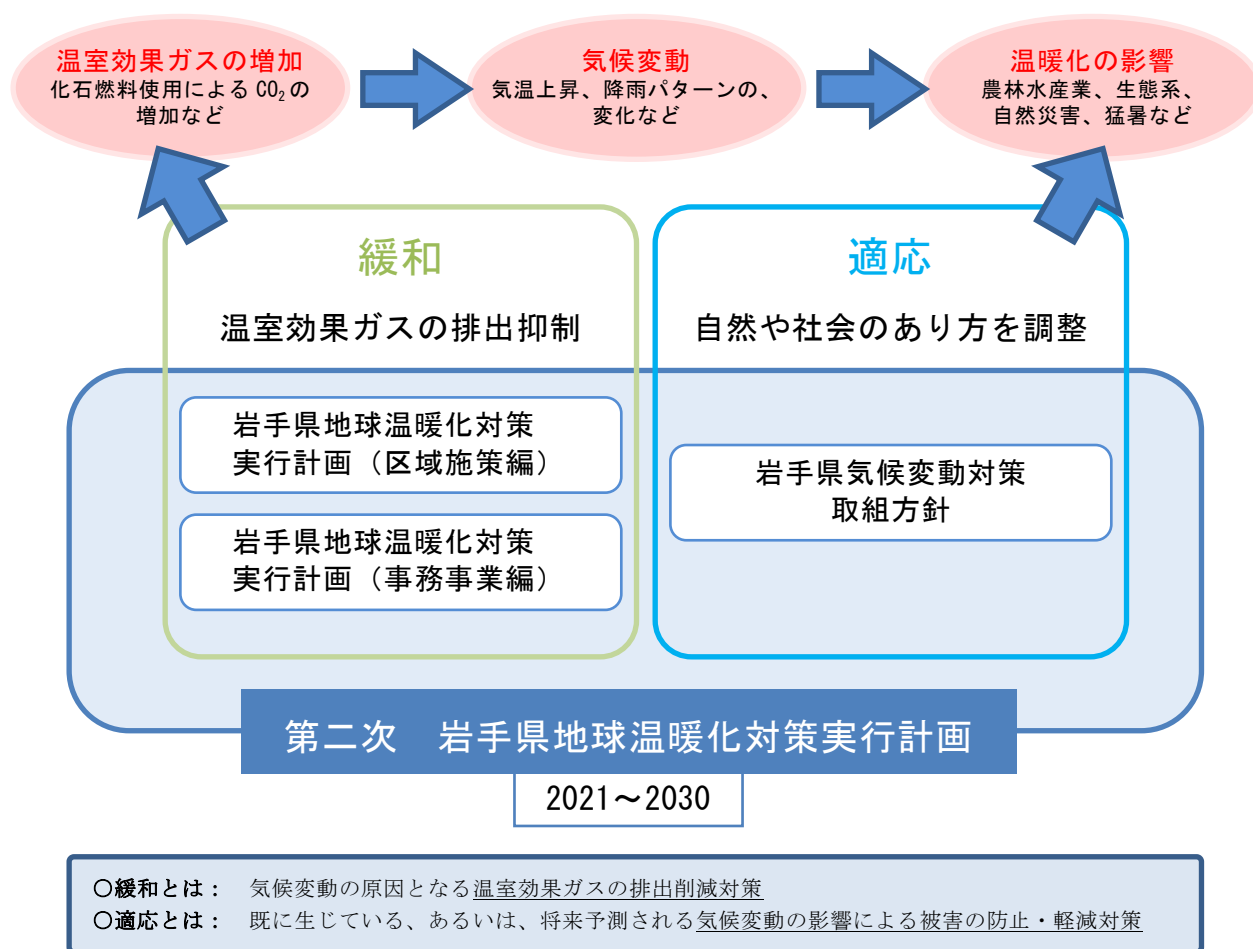 温室効果ガスの増加
化石燃料使用による CO₂の
増加など
気候変動
気温上昇、降雨パターンの、
変化など
温暖化の影響
農林水産業、生態系、
自然災害、猛暑など
緩和
温室効果ガスの排出抑制
岩手県地球温暖化対策
実行計画（区域施策編）
岩手県地球温暖化対策
実行計画（事務事業編）
適応
自然や社会のあり方を調整
岩手県気候変動対策
取組方針
第二次　岩手県地球温暖化対策実行計画
2021～2030
〇緩和とは：　気候変動の原因となる温室効果ガスの排出削減対策
〇適応とは：　既に生じている、あるいは、将来予測される気候変動の影響による被害の防止・軽減対策